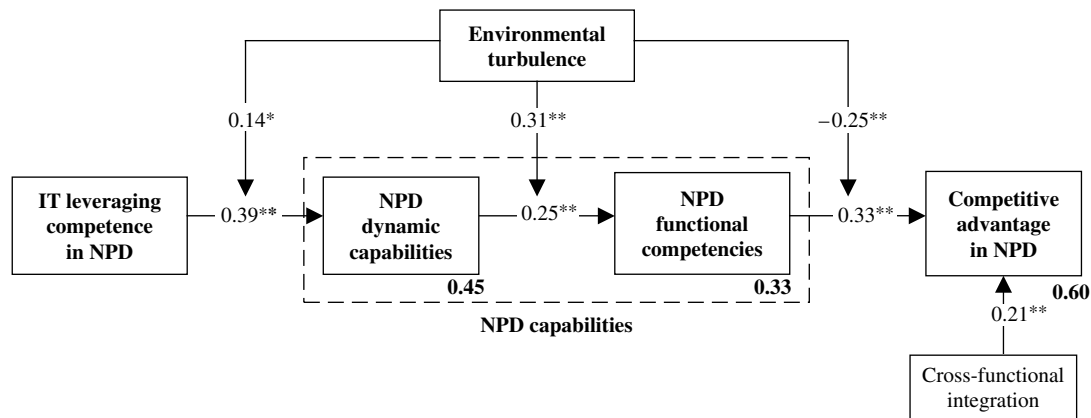 Environmental
turbulence
0.14*
0.31**
–0.25**
IT leveraging
competence
in NPD
0.39**
NPD
dynamic
capabilities
0.25**
NPD
functional
competencies
0.33**
Competitive
advantage
in NPD
0.45
0.33
0.60
NPD capabilities
0.21**
Cross-functional
integration